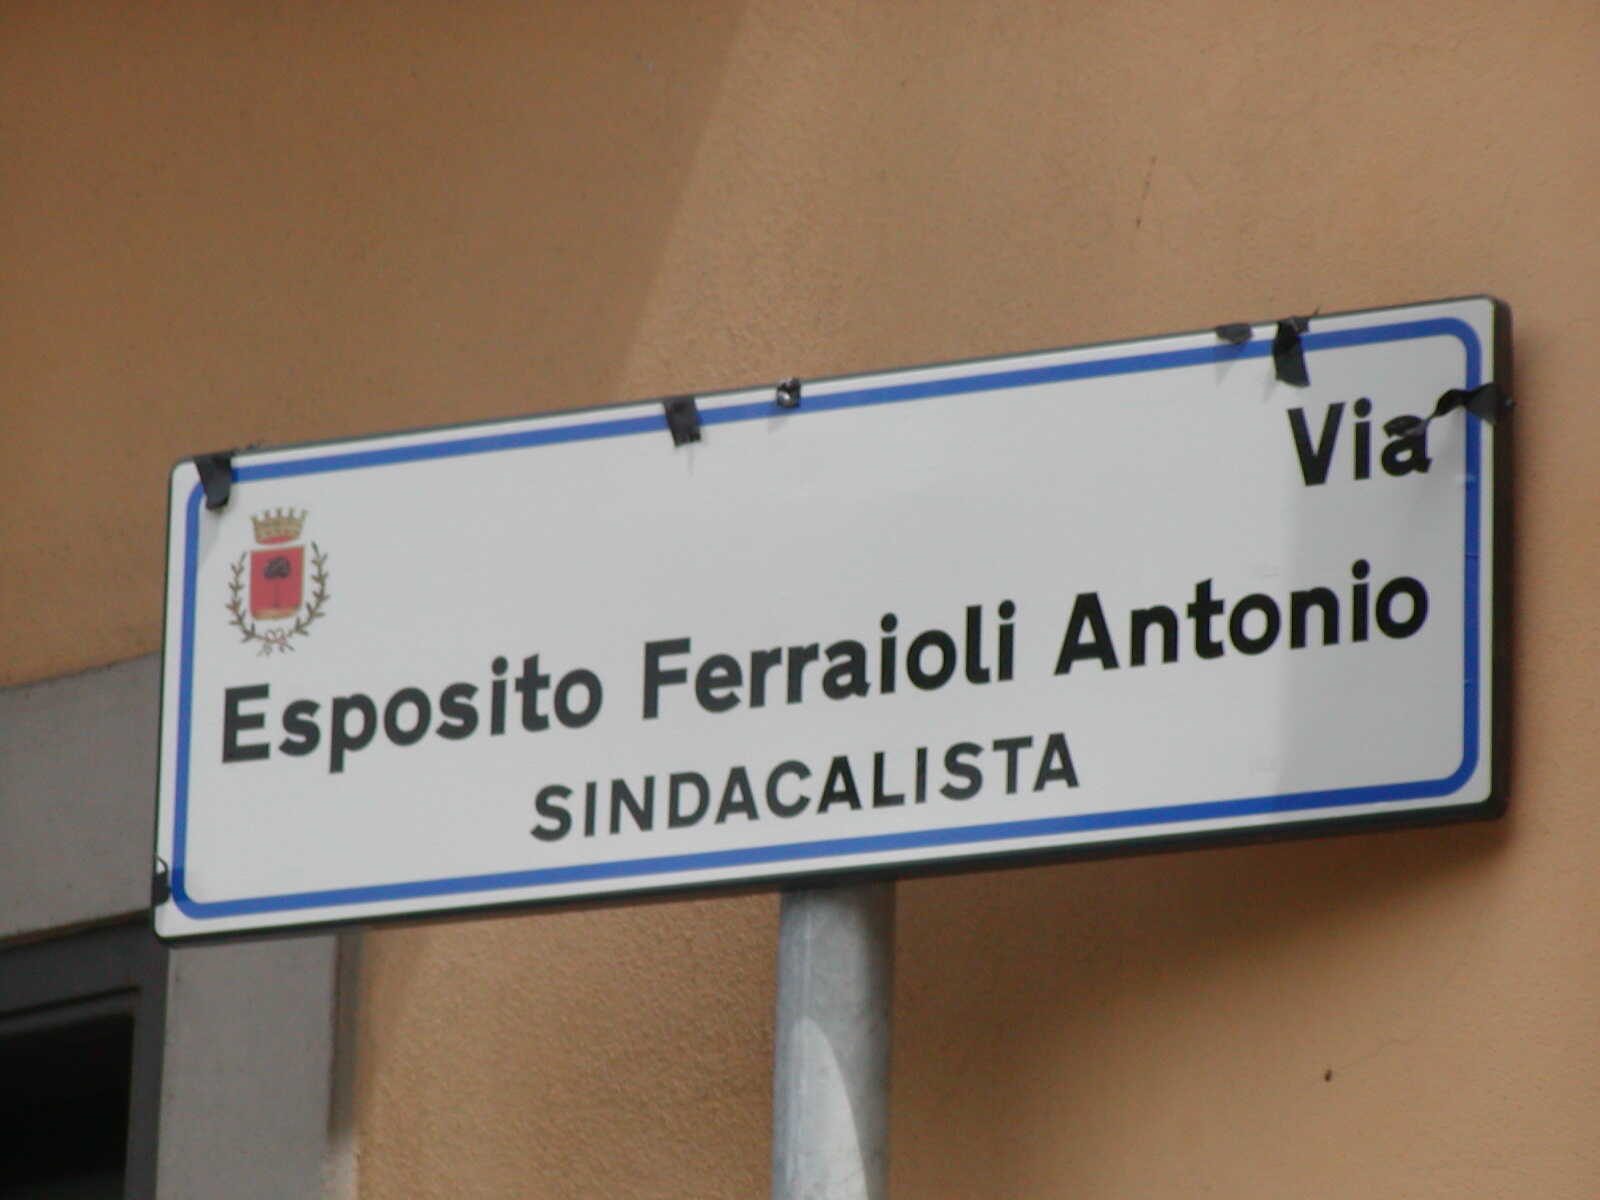 Via
Esposito Ferraioli Antonio
SINDACALISTA